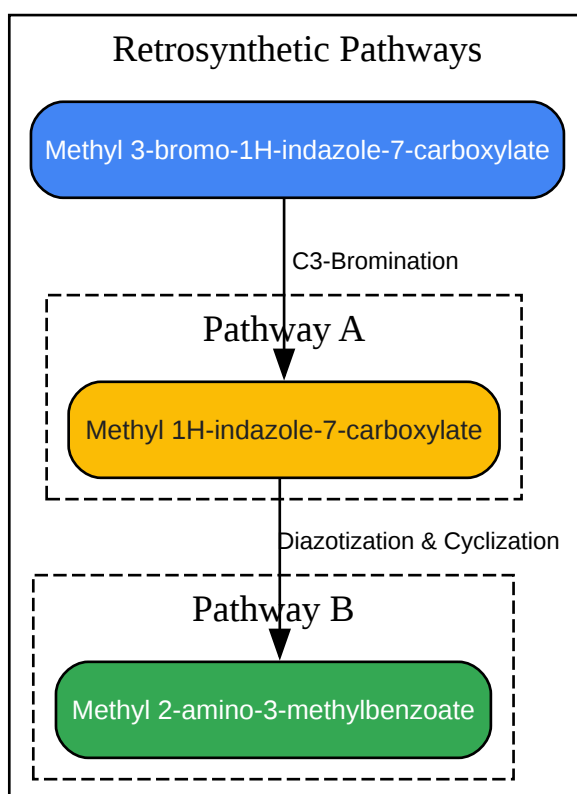 Retrosynthetic Pathways
Methyl 3-bromo-1H-indazole-7-carboxylate
C3-Bromination
Pathway A
Methyl 1H-indazole-7-carboxylate
Diazotization & Cyclization
Pathway B
Methyl 2-amino-3-methylbenzoate